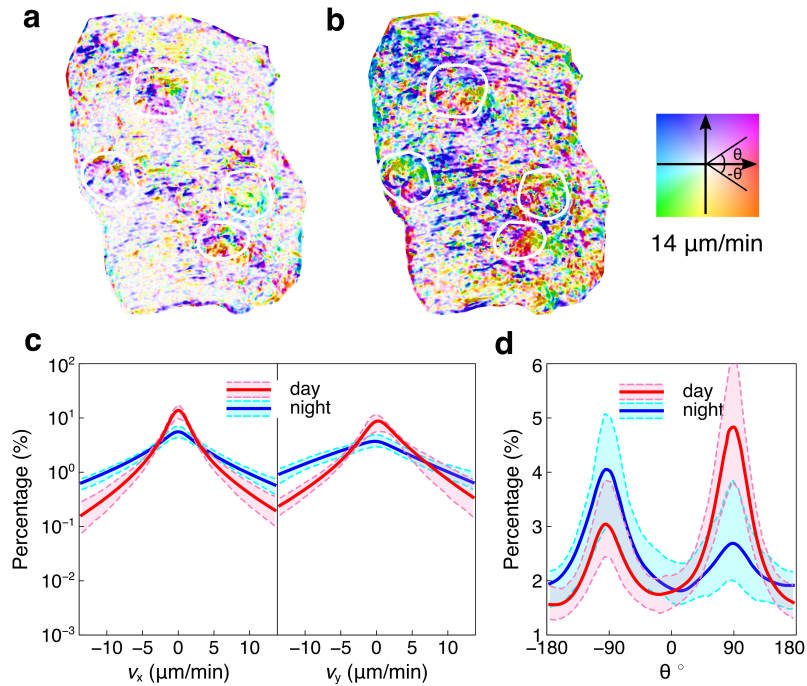 a
b
θ
-θ
14 μm/min
c
d
10²
10¹
10⁰
10⁻¹
10⁻²
10⁻³
Percentage (%)
day
night
−10 −5 0 5 10
−10 −5 0 5 10
vₓ (μm/min)
v_y (μm/min)
6
5
4
3
2
1
Percentage (%)
day
night
-180 −90 0 90 180
θ °